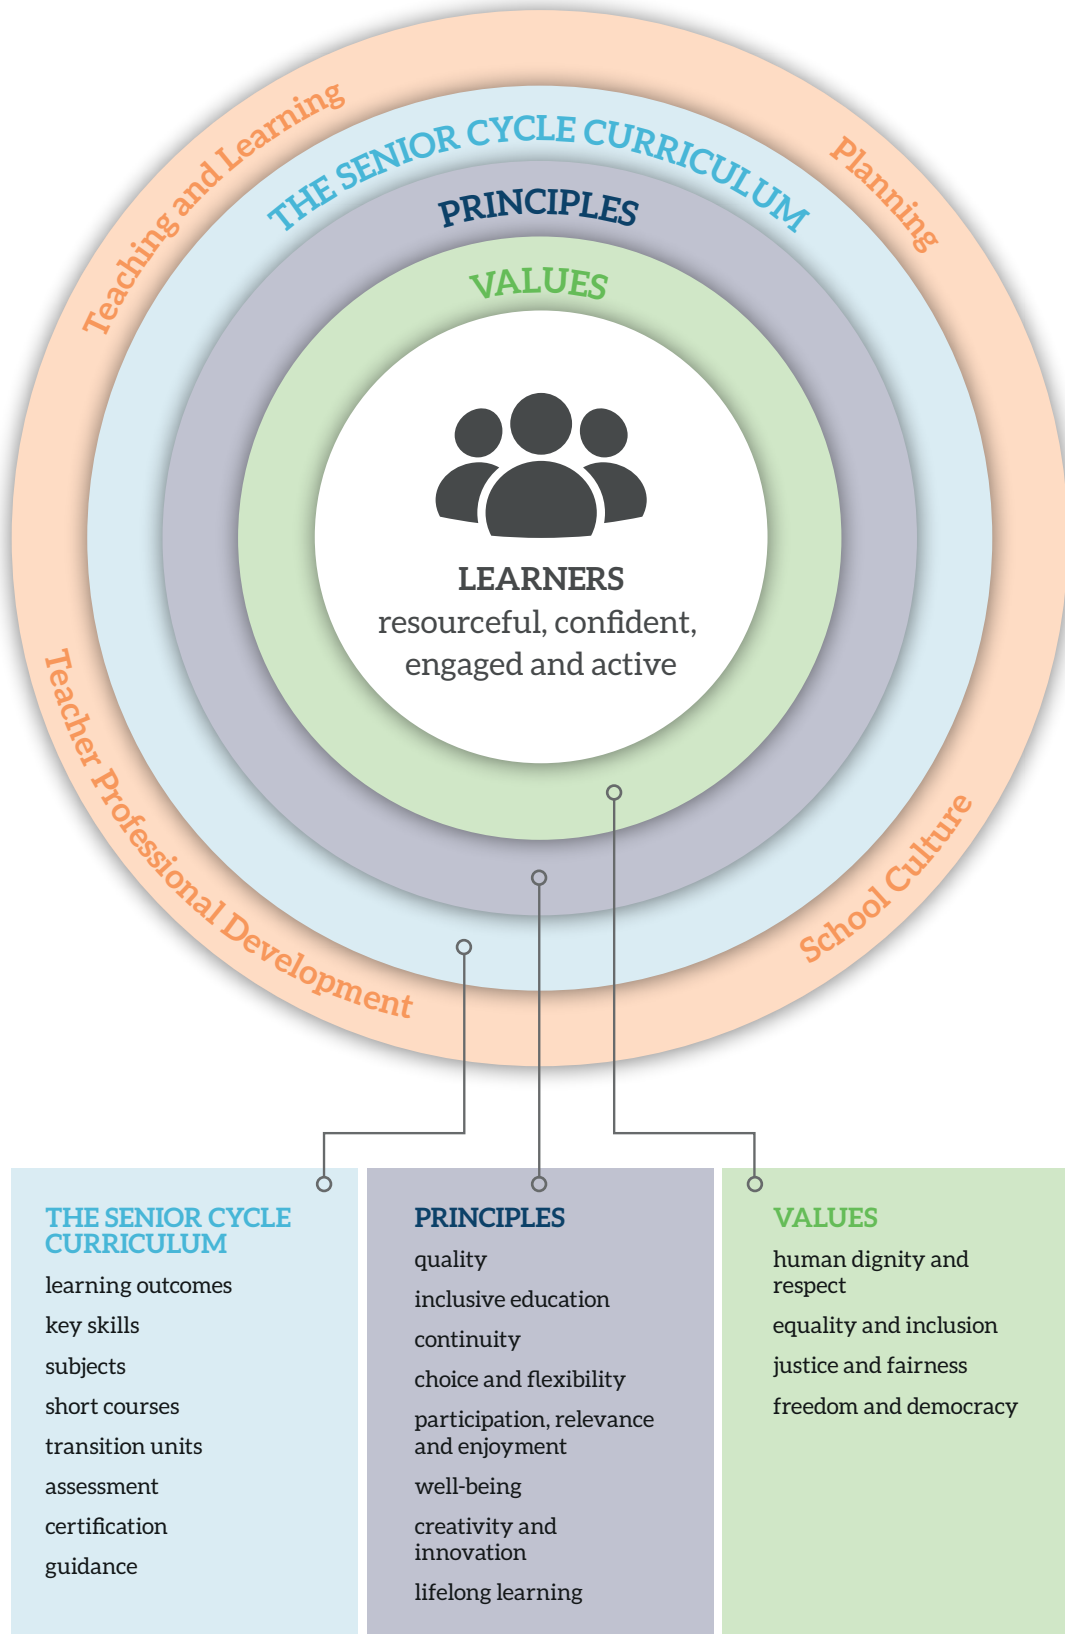 Teaching and Learning
Planning
THE SENIOR CYCLE CURRICULUM
PRINCIPLES
VALUES
LEARNERS
resourceful, confident,
engaged and active
Teacher Professional Development
School Culture
THE SENIOR CYCLE
CURRICULUM
learning outcomes
key skills
subjects
short courses
transition units
assessment
certification
guidance
PRINCIPLES
quality
inclusive education
continuity
choice and flexibility
participation, relevance
and enjoyment
well-being
creativity and
innovation
lifelong learning
VALUES
human dignity and
respect
equality and inclusion
justice and fairness
freedom and democracy